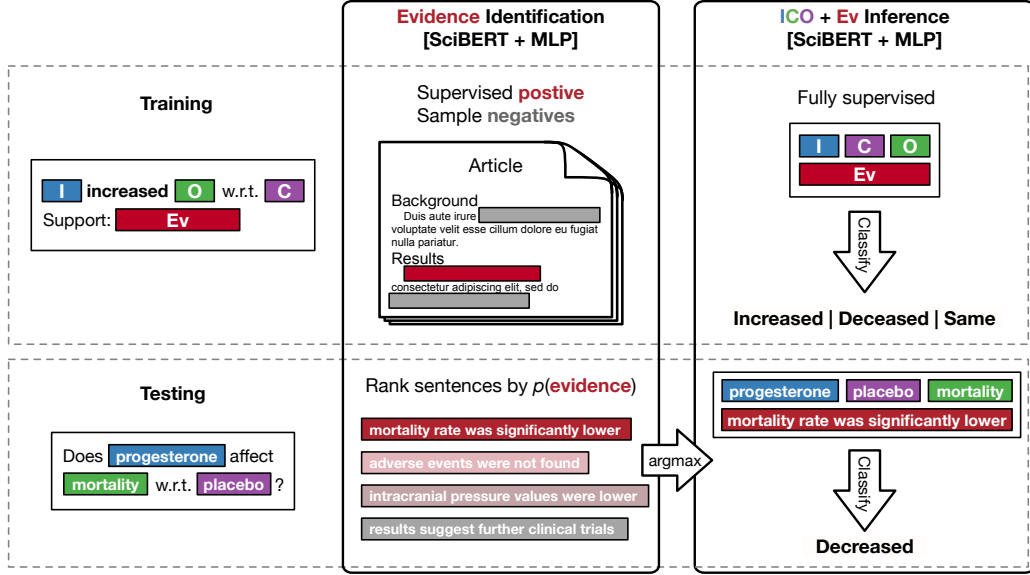 Evidence Identification
[SciBERT + MLP]
ICO + Ev Inference
[SciBERT + MLP]
Training
I increased O w.r.t. C
Support: Ev
Supervised postive
Sample negatives
Article
Background
Duis aute irure
voluptate velit esse cillum dolore eu fugiat
nulla pariatur.
Results
consectetur adipiscing elit, sed do
Fully supervised
I C O
Ev
Classify
Increased | Deceased | Same
Testing
Does progesterone affect
mortality w.r.t. placebo ?
Rank sentences by p(evidence)
mortality rate was significantly lower
adverse events were not found
intracranial pressure values were lower
results suggest further clinical trials
argmax
progesterone placebo mortality
mortality rate was significantly lower
Classify
Decreased